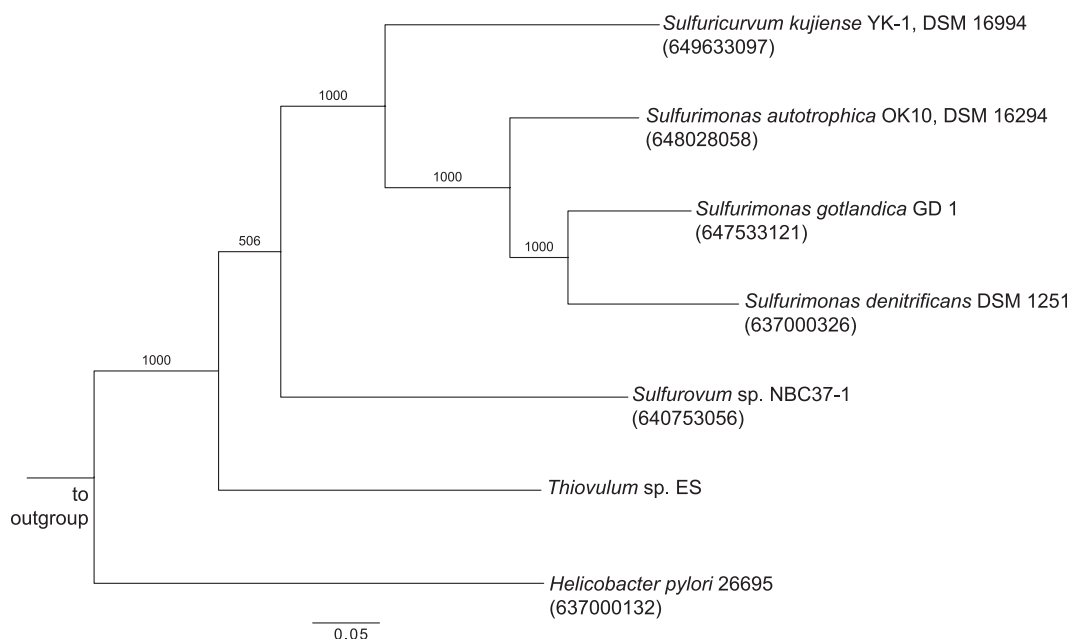 Sulfuricurvum kujiense YK-1, DSM 16994
(649633097)
1000
Sulfurimonas autotrophica OK10, DSM 16294
(648028058)
1000
Sulfurimonas gotlandica GD 1
(647533121)
506
1000
Sulfurimonas denitrificans DSM 1251
(637000326)
1000
Sulfurovum sp. NBC37-1
(640753056)
Thiovulum sp. ES
to
outgroup
Helicobacter pylori 26695
(637000132)
0.05